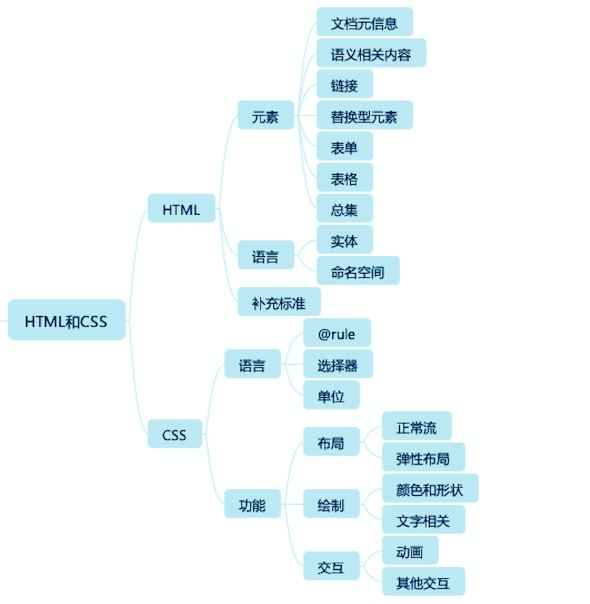 文档元信息
语义相关内容
链接
元素
替换型元素
表单
表格
HTML
总集
实体
语言
命名空间
补充标准
HTML和CSS
@rule
语言
选择器
单位
CSS
正常流
布局
弹性布局
颜色和形状
功能
绘制
文字相关
动画
交互
其他交互